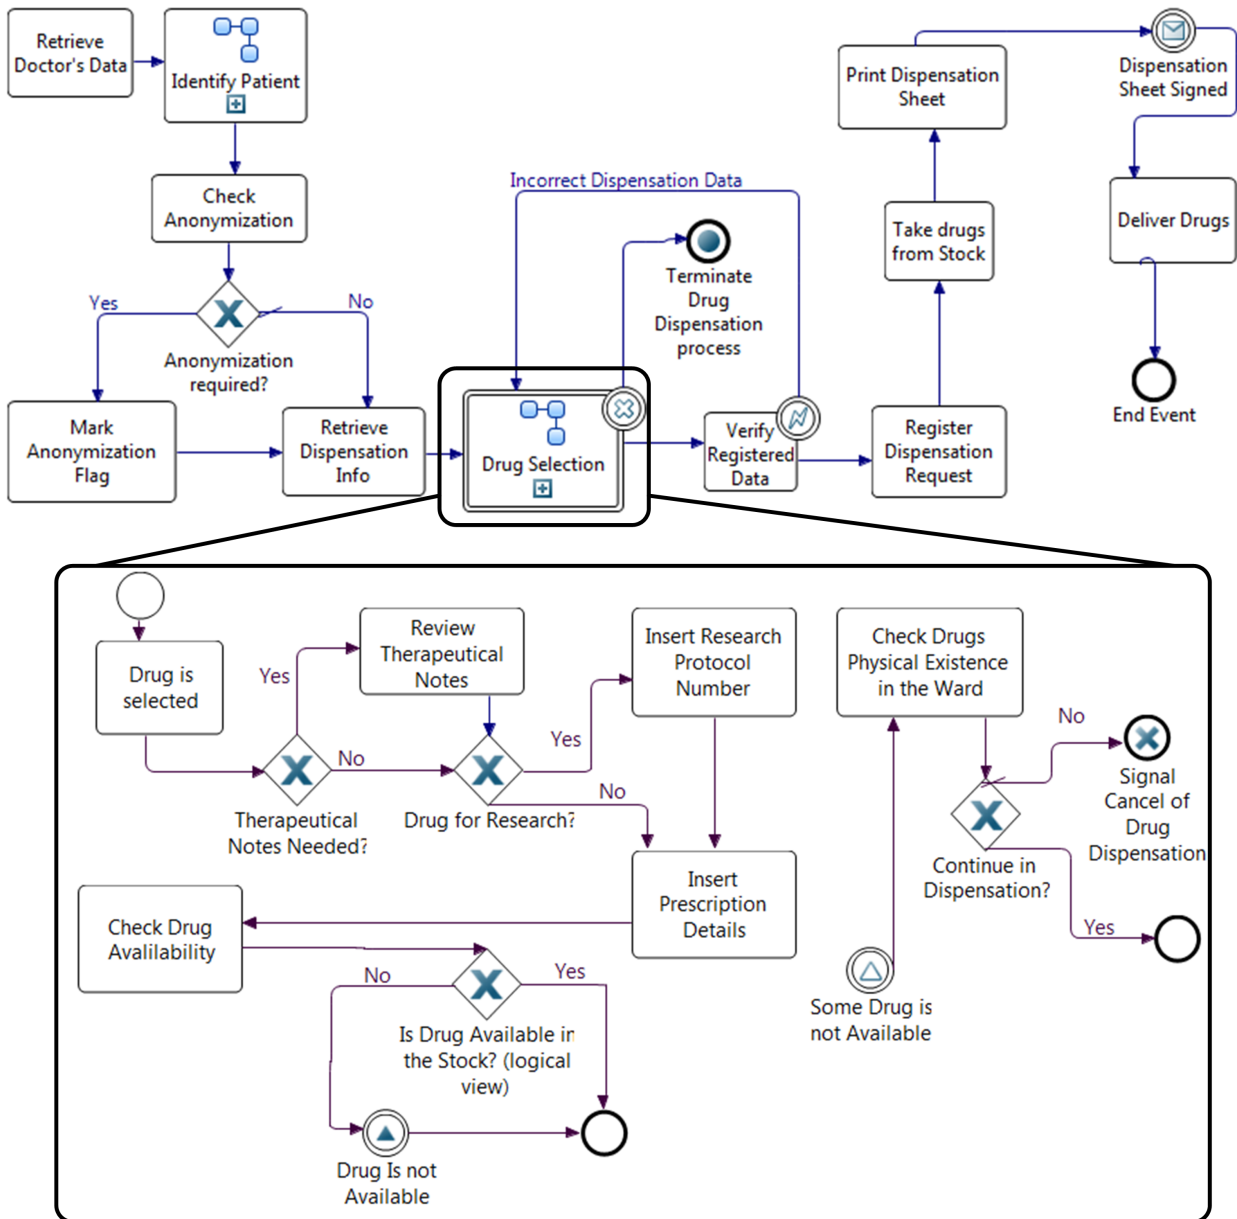 Retrieve
Doctor's Data
Identify Patient
Check
Anonymization
Yes
No
Anonymization
required?
Mark
Anonymization
Flag
Retrieve
Dispensation
Info
Incorrect Dispensation Data
Terminate
Drug
Dispensation
process
Drug Selection
Verify
Registered
Data
Register
Dispensation
Request
Take drugs
from Stock
Print Dispensation
Sheet
Dispensation
Sheet Signed
Deliver Drugs
End Event
Drug is
selected
Yes
No
Therapeutical
Notes Needed?
Review
Therapeutical
Notes
Drug for Research?
Yes
No
Insert Research
Protocol
Number
Insert
Prescription
Details
Check Drug
Avalilability
No
Yes
Is Drug Available in
the Stock? (logical
view)
Drug Is not
Available
Check Drugs
Physical Existence
in the Ward
No
Signal
Cancel of
Drug
Dispensation
Continue in
Dispensation?
Yes
Some Drug is
not Available